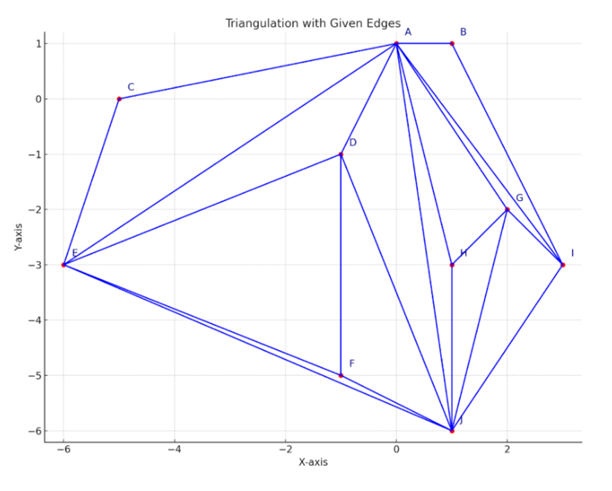 Triangulation with Given Edges
A
B
1
C
0
D
−1
G
−2
E
H
I
−3
−4
F
−5
J
−6
−6
−4
−2
0
2
Y-axis
X-axis